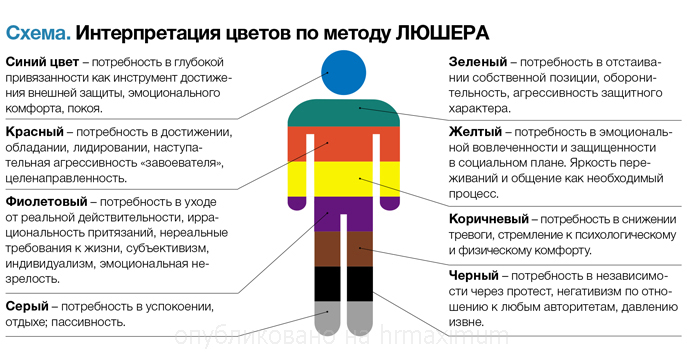 Схема. Интерпретация цветов по методу ЛЮШЕРА
Синий цвет – потребность в глубокой
привязанности как инструмент достиже-
ния внешней защиты, эмоционального
комфорта, покоя.
Красный – потребность в достижении,
обладании, лидировании, наступа-
тельная агрессивность «завоевателя»,
целенаправленность.
Фиолетовый – потребность в уходе
от реальной действительности, ирра-
циональность притязаний, нереальные
требования к жизни, субъективизм,
индивидуализм, эмоциональная не-
зрелость.
Серый – потребность в успокоении,
отдыхе; пассивность.
Зеленый – потребность в отстаива-
нии собственной позиции, оборони-
тельность, агрессивность защитного
характера.
Желтый – потребность в эмоциональ-
ной вовлеченности и защищенности
в социальном плане. Яркость пере-
живаний и общение как необходимый
процесс.
Коричневый – потребность в снижении
тревоги, стремление к психологическому
и физическому комфорту.
Черный – потребность в независимо-
сти через протест, негативизм по отно-
шению к любым авторитетам, давлению
извне.
опубликовано на hrmaximum